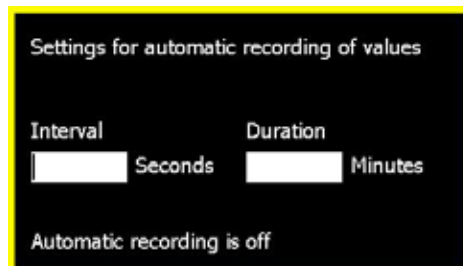 Settings for automatic recording of values
Interval Duration
Seconds Minutes
Automatic recording is off